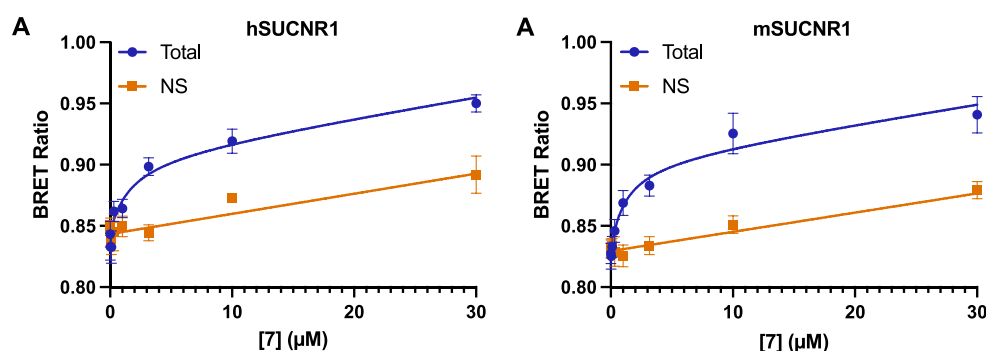 A
hSUCNR1
1.00
0.95
0.90
0.85
0.80
BRET Ratio
Total
NS
0
10
20
30
[7] (µM)
A
mSUCNR1
1.00
0.95
0.90
0.85
0.80
BRET Ratio
Total
NS
0
10
20
30
[7] (µM)